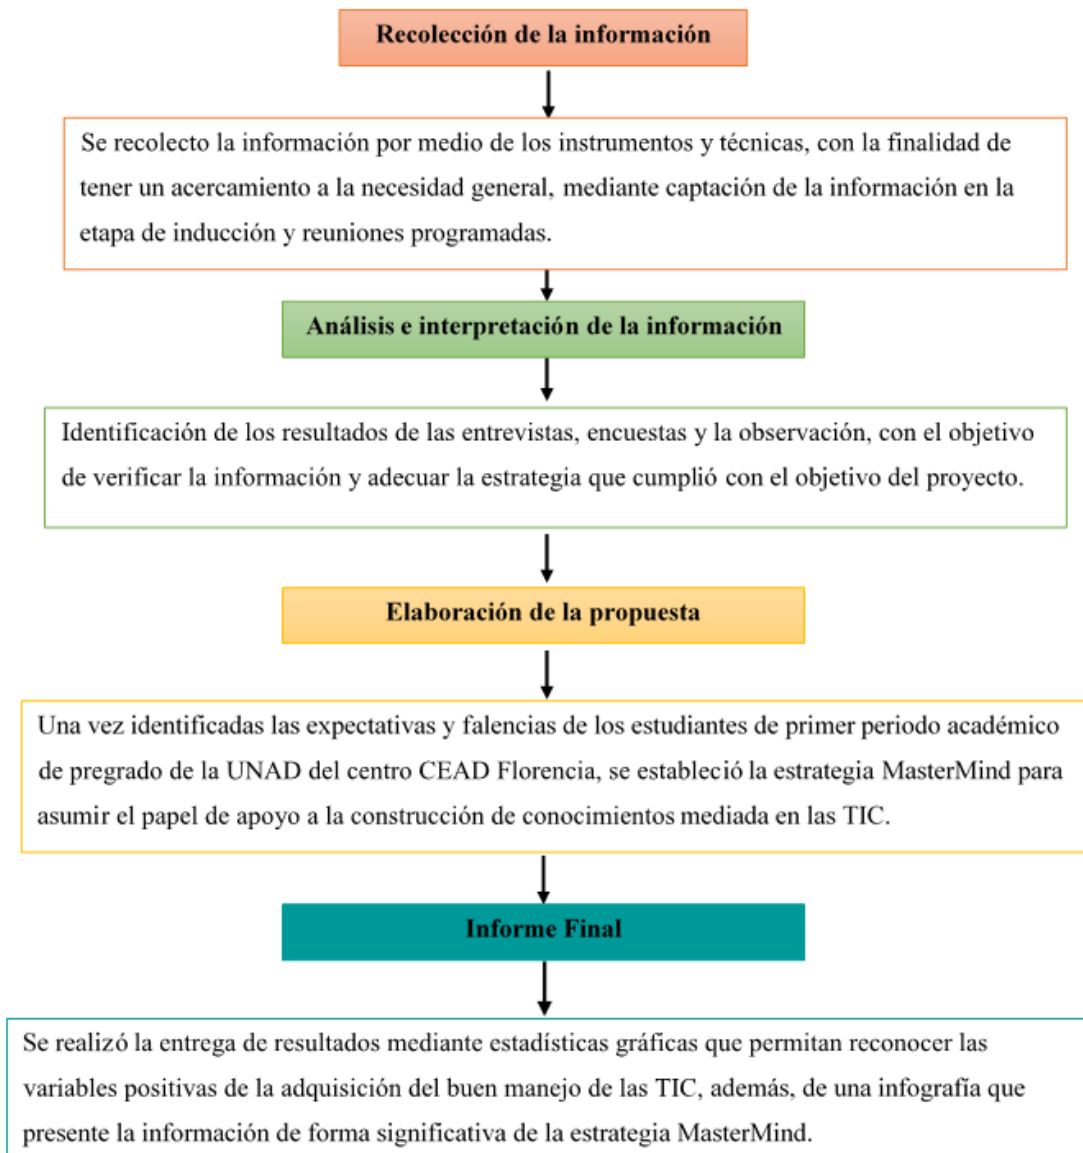 Recolección de la información
Se recolecto la información por medio de los instrumentos y técnicas, con la finalidad de
tener un acercamiento a la necesidad general, mediante captación de la información en la
etapa de inducción y reuniones programadas.
Análisis e interpretación de la información
Identificación de los resultados de las entrevistas, encuestas y la observación, con el objetivo
de verificar la información y adecuar la estrategia que cumplió con el objetivo del proyecto.
Elaboración de la propuesta
Una vez identificadas las expectativas y falencias de los estudiantes de primer periodo académico
de pregrado de la UNAD del centro CEAD Florencia, se estableció la estrategia MasterMind para
asumir el papel de apoyo a la construcción de conocimientos mediada en las TIC.
Informe Final
Se realizó la entrega de resultados mediante estadísticas gráficas que permitan reconocer las
variables positivas de la adquisición del buen manejo de las TIC, además, de una infografía que
presente la información de forma significativa de la estrategia MasterMind.